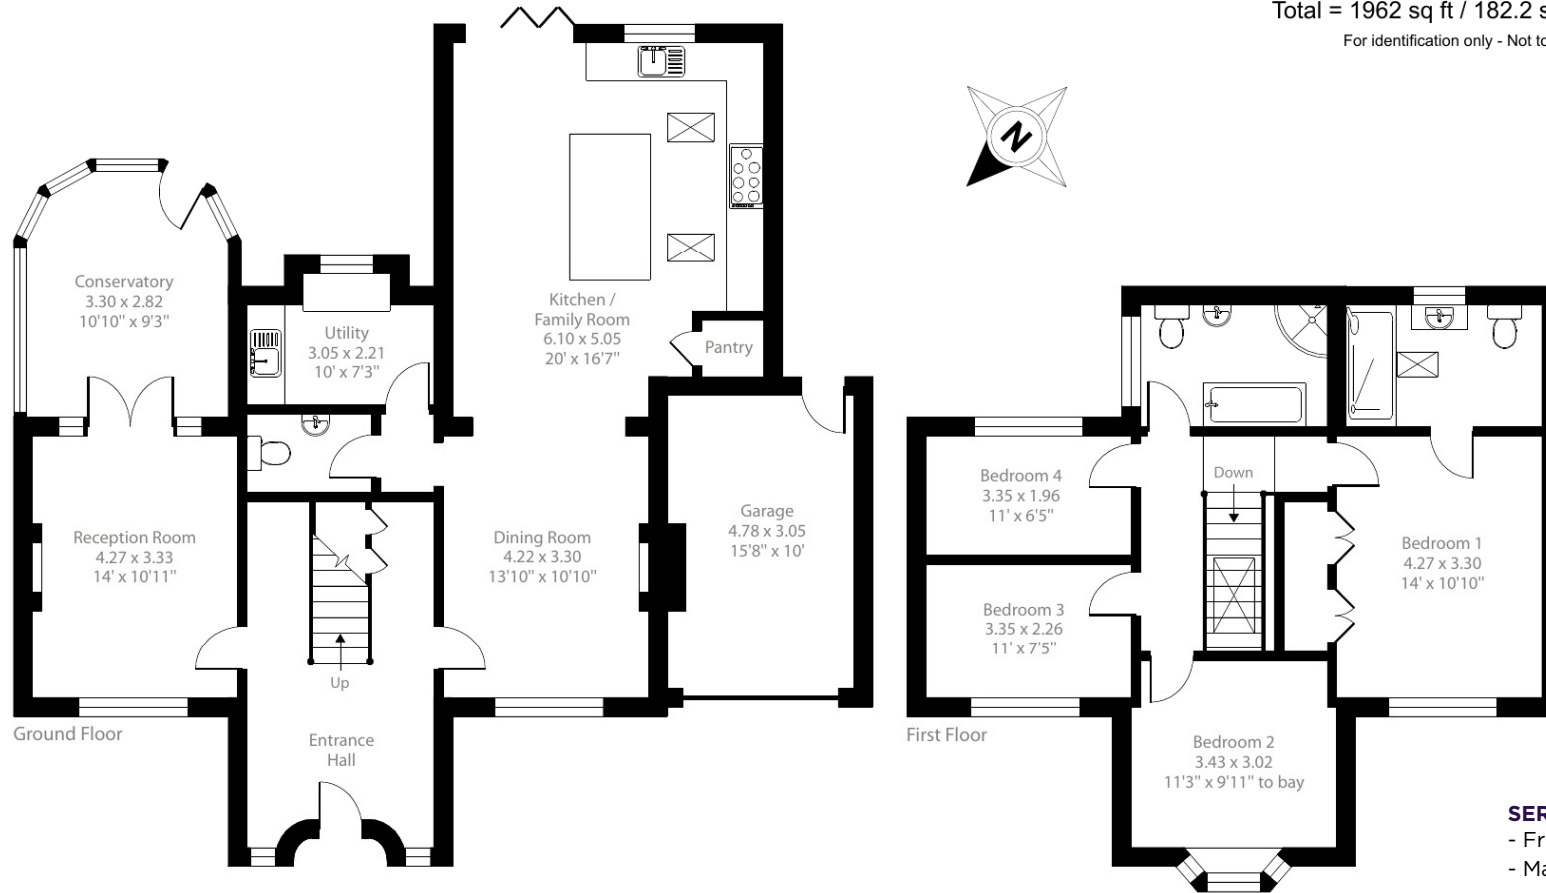 Total = 1962 sq ft / 182.2 s
For identification only - Not to
N
Conservatory
3.30 x 2.82
10'10" x 9'3"
Utility
3.05 x 2.21
10' x 7'3"
Kitchen /
Family Room
6.10 x 5.05
20' x 16'7"
Pantry
Reception Room
4.27 x 3.33
14' x 10'11"
Up
Dining Room
4.22 x 3.30
13'10" x 10'10"
Garage
4.78 x 3.05
15'8" x 10'
Entrance
Hall
Ground Floor
Bedroom 4
3.35 x 1.96
11' x 6'5"
Down
Bedroom 1
4.27 x 3.30
14' x 10'10"
Bedroom 3
3.35 x 2.26
11' x 7'5"
First Floor
Bedroom 2
3.43 x 3.02
11'3" x 9'11" to bay
SER
- Fr
- Ma